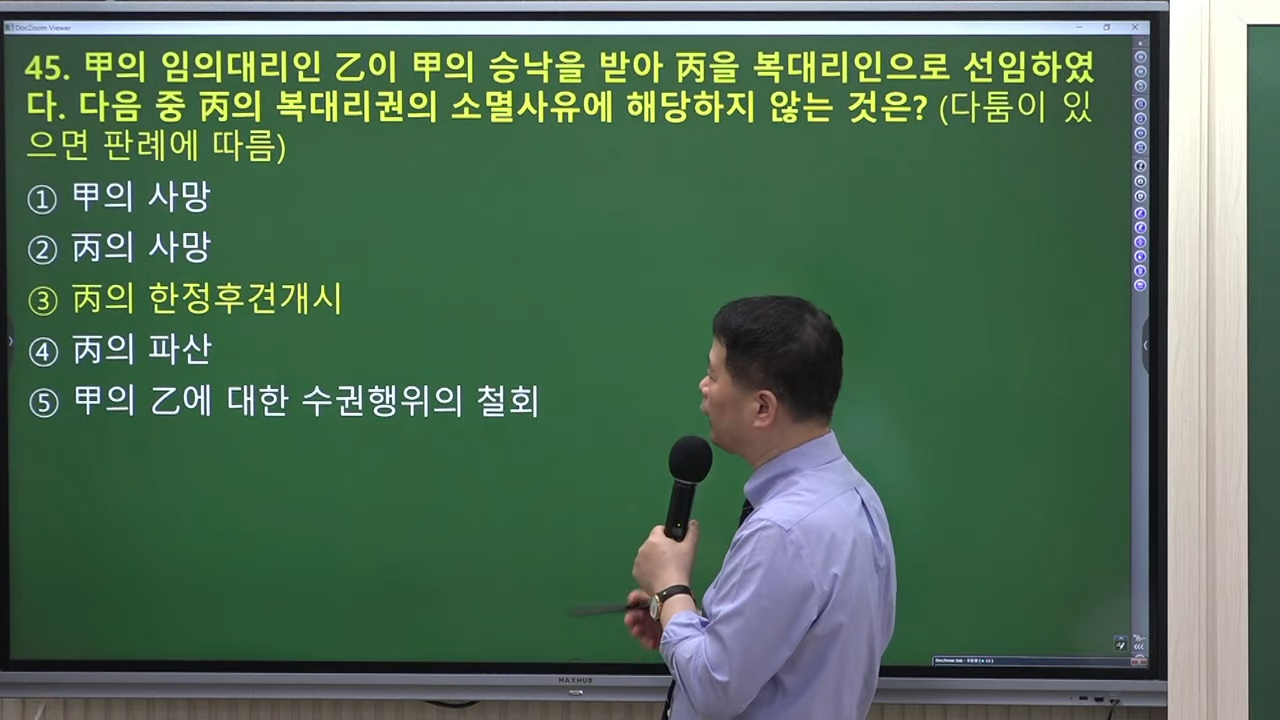 DocZoom Viewer
45. 甲의 임의대리인 乙이 甲의 승낙을 받아 丙을 복대리인으로 선임하였
다. 다음 중 丙의 복대리권의 소멸사유에 해당하지 않는 것은? (다툼이 있
으면 판례에 따름)
① 甲의 사망
② 丙의 사망
③ 丙의 한정후견개시
④ 丙의 파산
⑤ 甲의 乙에 대한 수권행위의 철회
MAXHUB